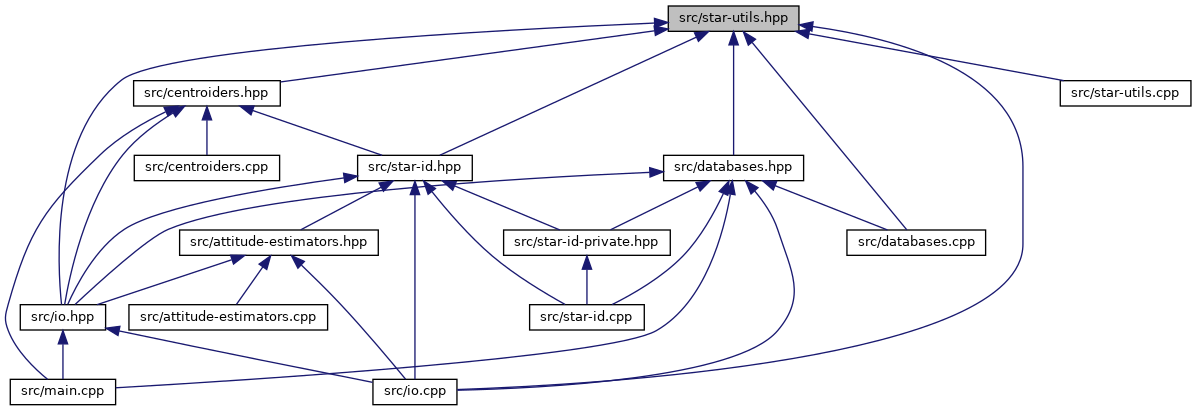 src/star-utils.hpp
src/centroiders.hpp
src/star-utils.cpp
src/centroiders.cpp
src/star-id.hpp
src/databases.hpp
src/attitude-estimators.hpp
src/star-id-private.hpp
src/databases.cpp
src/io.hpp
src/attitude-estimators.cpp
src/star-id.cpp
src/main.cpp
src/io.cpp